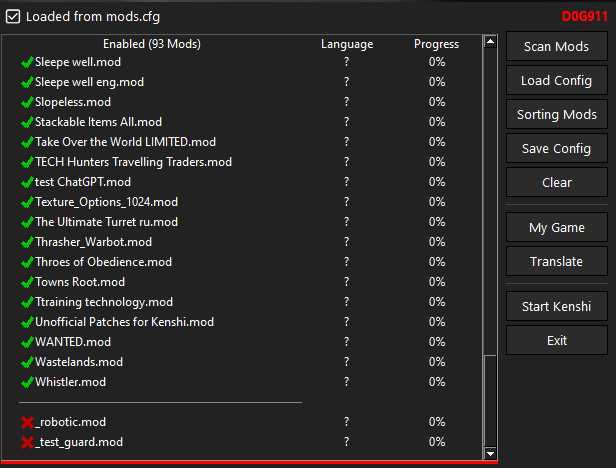 Loaded from mods.cfg
D0G911
Enabled (93 Mods) Language Progress
Sleepe well.mod ? 0%
Sleepe well eng.mod ? 0%
Slopeless.mod ? 0%
Stackable Items All.mod ? 0%
Take Over the World LIMITED.mod ? 0%
TECH Hunters Travelling Traders.mod ? 0%
test ChatGPT.mod ? 0%
Texture_Options_1024.mod ? 0%
The Ultimate Turret ru.mod ? 0%
Thrasher_Warbot.mod ? 0%
Throes of Obedience.mod ? 0%
Towns Root.mod ? 0%
Ttraining technology.mod ? 0%
Unofficial Patches for Kenshi.mod ? 0%
WANTED.mod ? 0%
Wastelands.mod ? 0%
Whistler.mod ? 0%
_robotic.mod ? 0%
_test_guard.mod ? 0%
Scan Mods
Load Config
Sorting Mods
Save Config
Clear
My Game
Translate
Start Kenshi
Exit